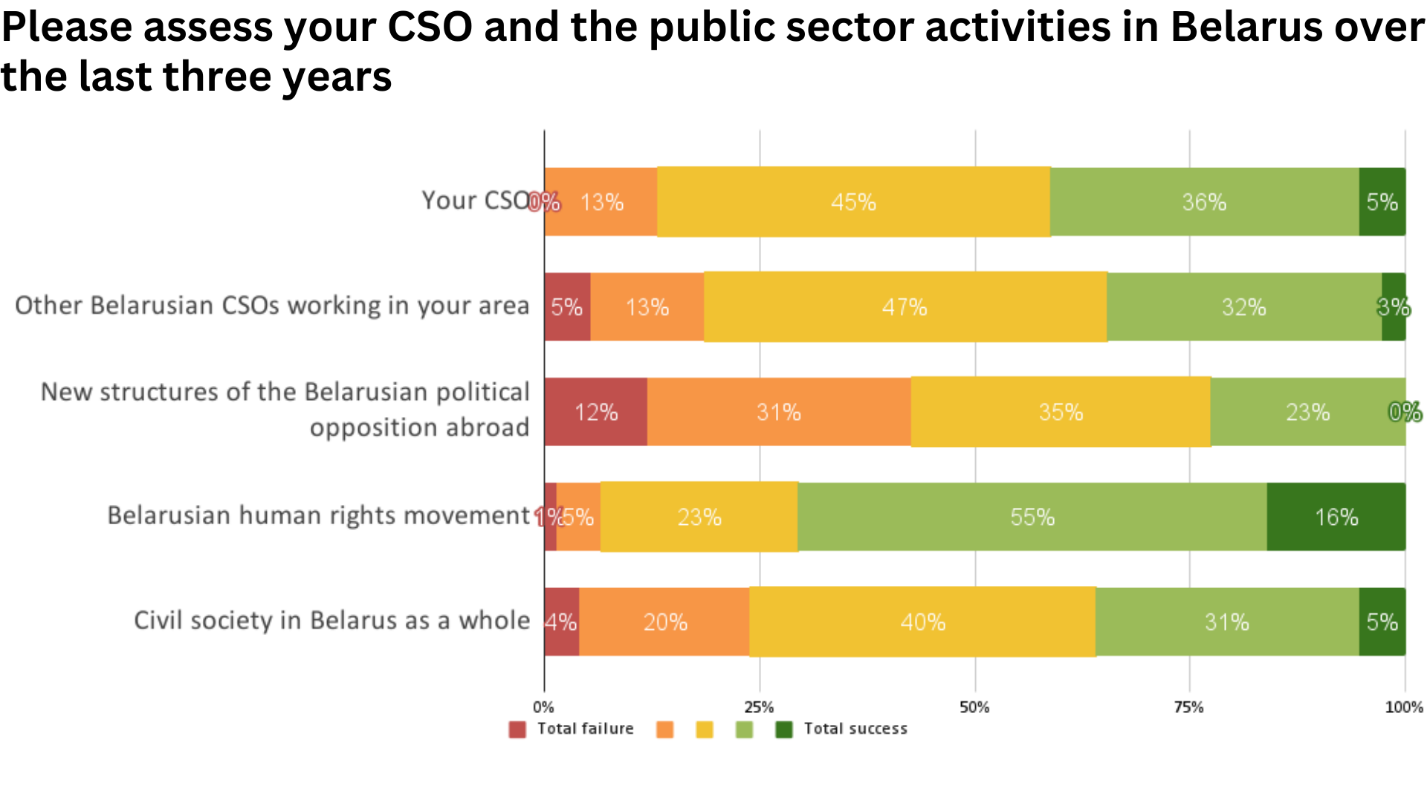 Please assess your CSO and the public sector activities in Belarus over
the last three years
Your CSO 0% 13% 45% 36% 5%
Other Belarusian CSOs working in your area 5% 13% 47% 32% 3%
New structures of the Belarusian political
opposition abroad 12% 31% 35% 23% 0%
Belarusian human rights movement 1% 5% 23% 55% 16%
Civil society in Belarus as a whole 4% 20% 40% 31% 5%
0% 25% 50% 75% 100%
Total failure Total success